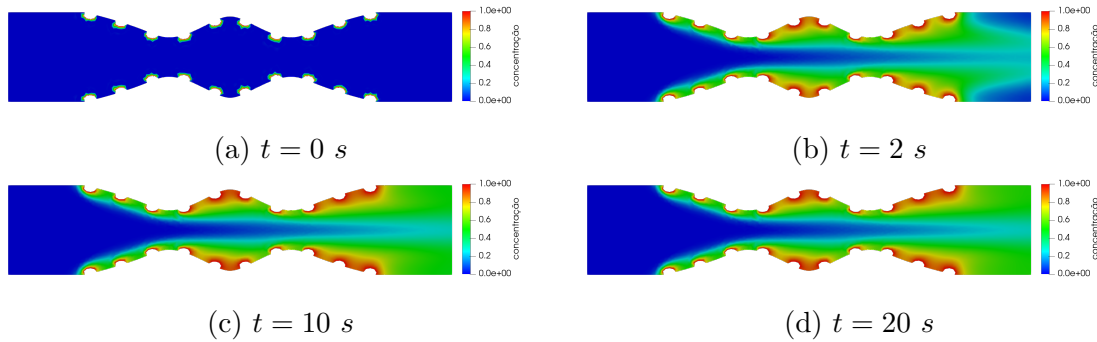 1.0e+00
0.8
0.6
0.4
0.2
0.0e+00
concentração
(a) t = 0 s
1.0e+00
0.8
0.6
0.4
0.2
0.0e+00
concentração
(b) t = 2 s
1.0e+00
0.8
0.6
0.4
0.2
0.0e+00
concentração
(c) t = 10 s
1.0e+00
0.8
0.6
0.4
0.2
0.0e+00
concentração
(d) t = 20 s